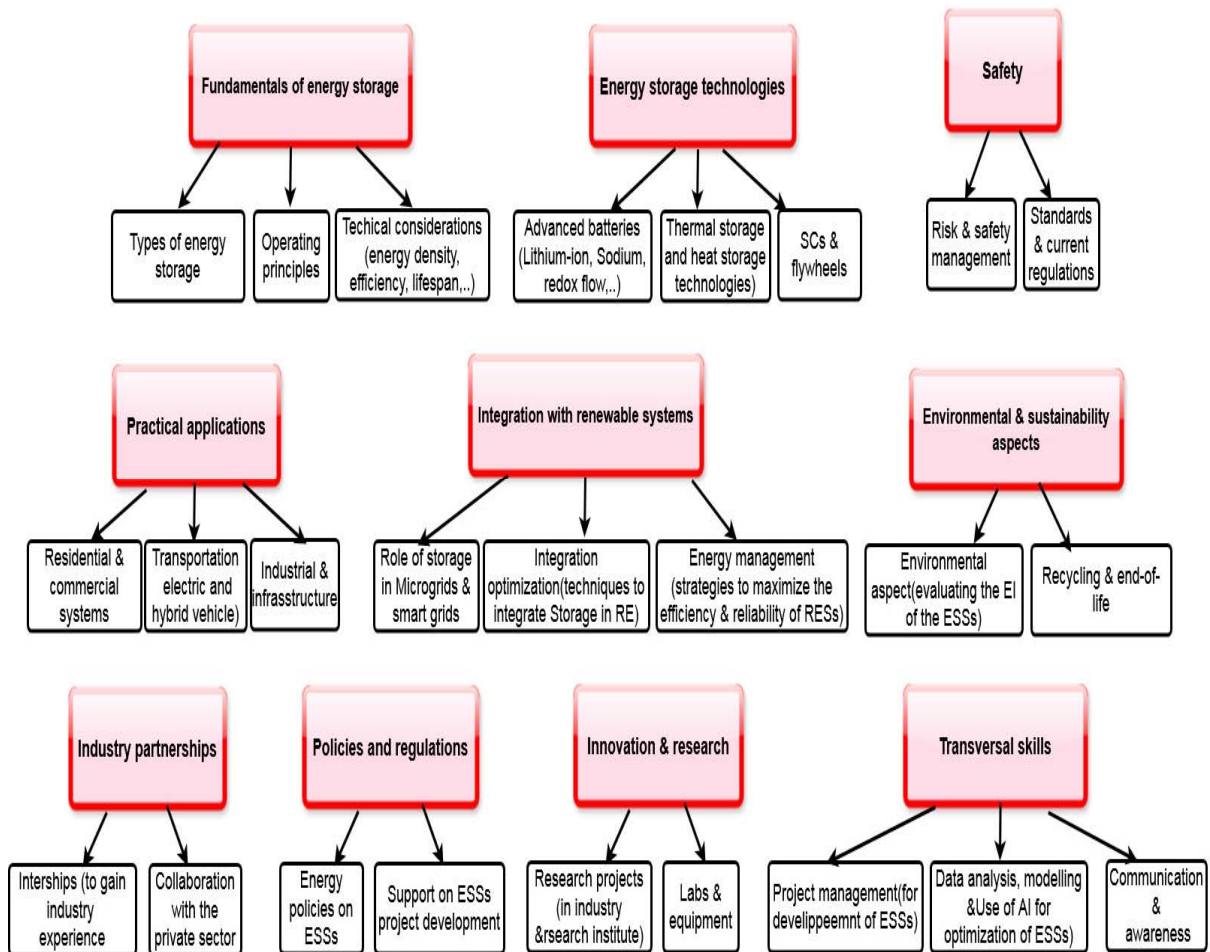 Fundamentals of energy storage
Types of energy
storage
Operating
principles
Techical considerations
(energy density,
efficiency, lifespan,..)
Energy storage technologies
Advanced batteries
(Lithium-ion, Sodium,
redox flow,..)
Thermal storage
and heat storage
technologies)
SCs &
flywheels
Safety
Risk & safety
management
Standards
& current
regulations
Practical applications
Residential &
commercial
systems
Transportation
electric and
hybrid vehicle)
Industrial &
infrasstructure
Integration with renewable systems
Role of storage
in Microgrids &
smart grids
Integration
optimization(techniques to
integrate Storage in RE)
Energy management
(strategies to maximize the
efficiency & reliability of RESs)
Environmental & sustainability
aspects
Environmental
aspect(evaluating the EI
of the ESSs)
Recycling & end-of-
life
Industry partnerships
Interships (to gain
industry
experience
Collaboration
with the
private sector
Policies and regulations
Energy
policies on
ESSs
Support on ESSs
project development
Innovation & research
Research projects
(in industry
&rsearch institute)
Labs &
equipment
Transversal skills
Project management(for
develippeemnt of ESSs)
Data analysis, modelling
&Use of AI for
optimization of ESSs)
Communication
&
awareness